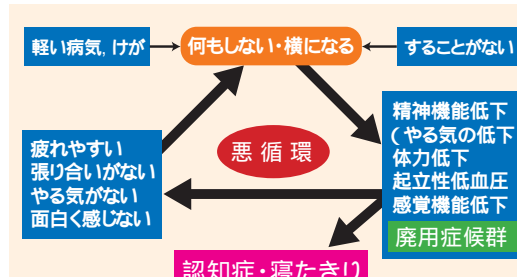 軽い病気, けが
何もしない・横になる
することがない
精神機能低下
(やる気の低下
体力低下
起立性低血圧
感覚機能低下
廃用症候群
疲れやすい
張り合いがない
やる気がない
面白く感じない
悪循環
認知症・寝たきり